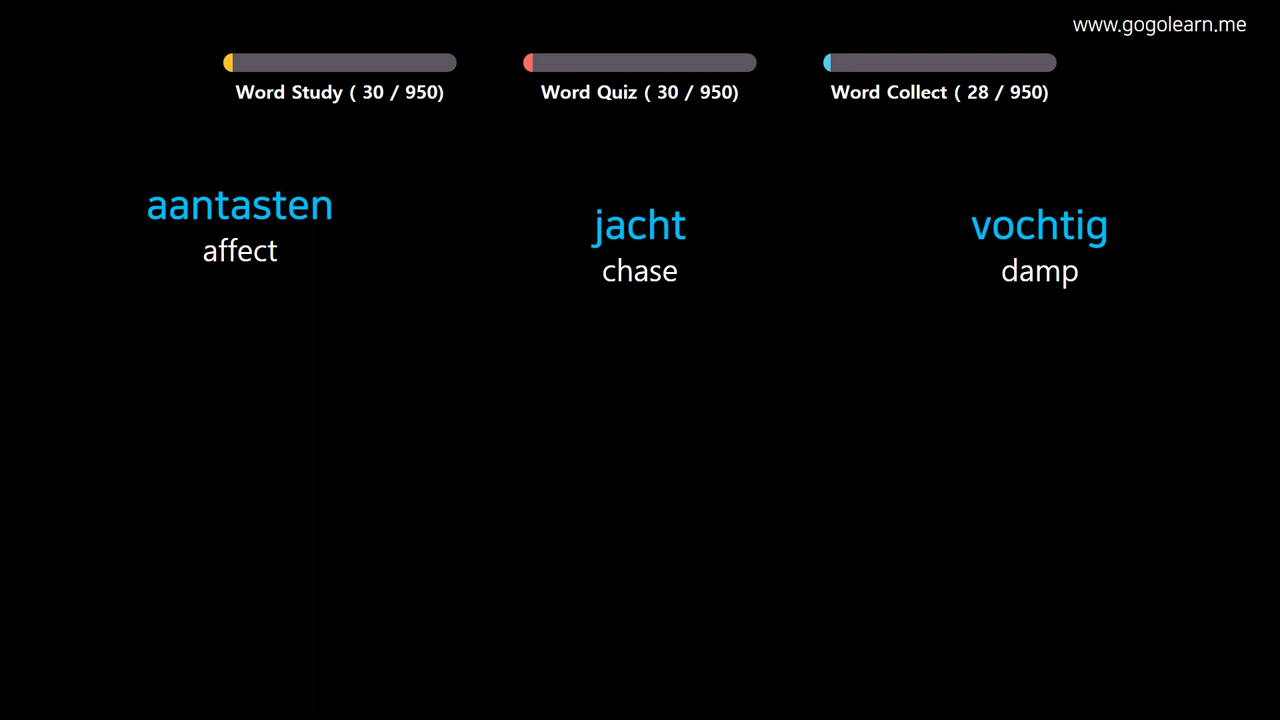 www.gogolearn.me
Word Study ( 30 / 950)
Word Quiz ( 30 / 950)
Word Collect ( 28 / 950)
aantasten
affect
jacht
chase
vochtig
damp